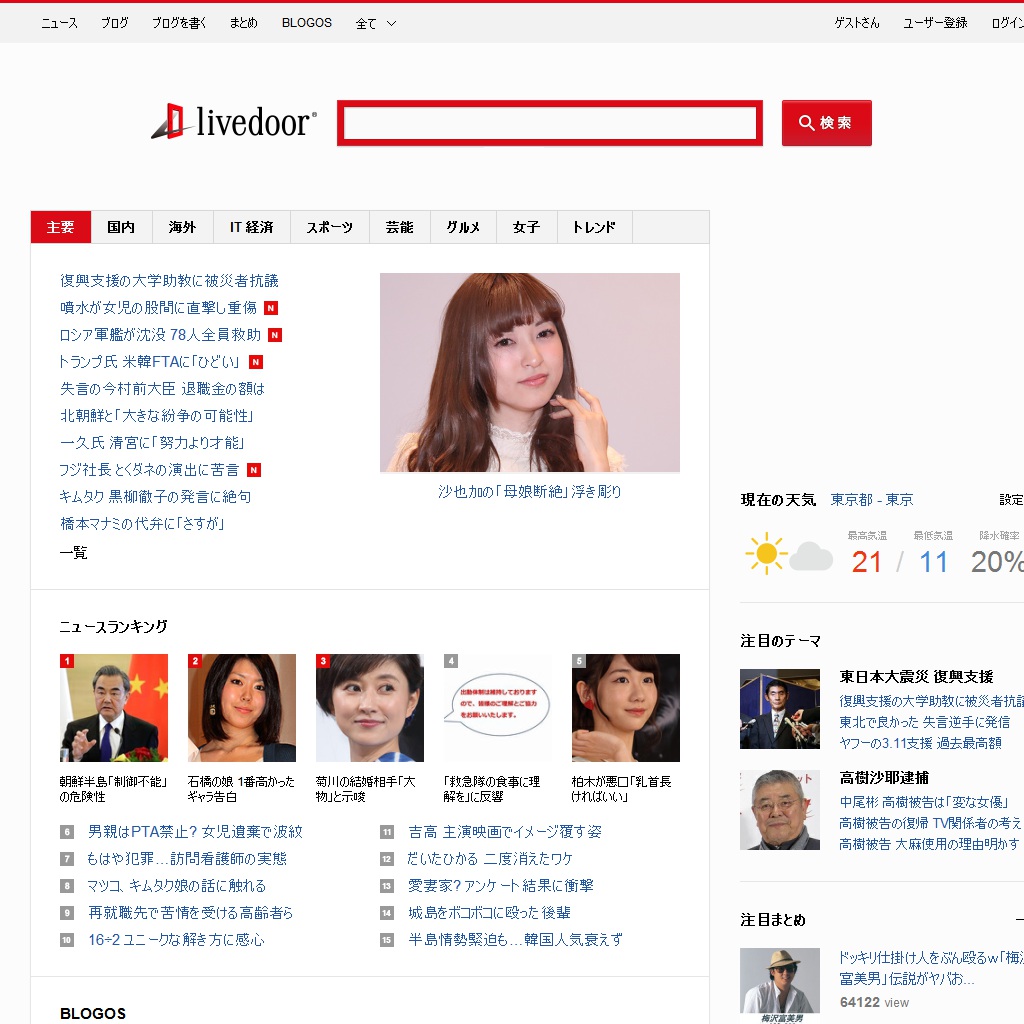 ニュース ブログ ブログを書く まとめ BLOGOS 全て ゲストさん ユーザー登録 ログイン
livedoor 検索
主要 国内 海外 IT 経済 スポーツ 芸能 グルメ 女子 トレンド
復興支援の大学助教に被災者抗議
噴水が女児の股間に直撃し重傷 N
ロシア軍艦が沈没 78人全員救助 N
トランプ氏 米韓FTAに「ひどい」 N
失言の今村前大臣 退職金の額は
北朝鮮と「大きな紛争の可能性」
一久氏 清宮に「努力より才能」
フジ社長 とくダネの演出に苦言 N
キムタク 黒柳徹子の発言に絶句
橋本マナミの代弁に「さすが」
一覧
沙也加の「母娘断絶」浮き彫り
現在の天気 東京都 - 東京 設定
最高気温 最低気温 降水確率
21 / 11 20%
ニュースランキング
1 2 3 4 5
出動体制は維持しております
ので、皆様のご理解とご協力
をお願いいたします。
朝鮮半島「制御不能」
の危険性
石橋の娘 1番高かった
ギャラ告白
菊川の結婚相手「大
物」と示唆
「救急隊の食事に理
解を」に反響
柏木が悪口「乳首長
ければいい」
6 男親はPTA禁止? 女児遺棄で波紋
7 もはや犯罪…訪問看護師の実態
8 マツコ、キムタク娘の話に触れる
9 再就職先で苦情を受ける高齢者ら
10 16÷2 ユニークな解き方に感心
11 吉高 主演映画でイメージ覆す姿
12 だいたひかる 二度消えたワケ
13 愛妻家? アンケート結果に衝撃
14 城島をボコボコに殴った後輩
15 半島情勢緊迫も…韓国人気衰えず
BLOGOS
注目のテーマ
東日本大震災 復興支援
復興支援の大学助教に被災者抗議
東北で良かった 失言逆手に発信
ヤフーの3.11支援 過去最高額
高樹沙耶逮捕
中尾彬 高樹被告は「変な女優」
高樹被告の復帰 TV関係者の考え
高樹被告 大麻使用の理由明かす
注目まとめ
ドッキリ仕掛け人をぶん殴るw「梅沢
富美男」伝説がヤバお...
64122 view
梅沢富美男